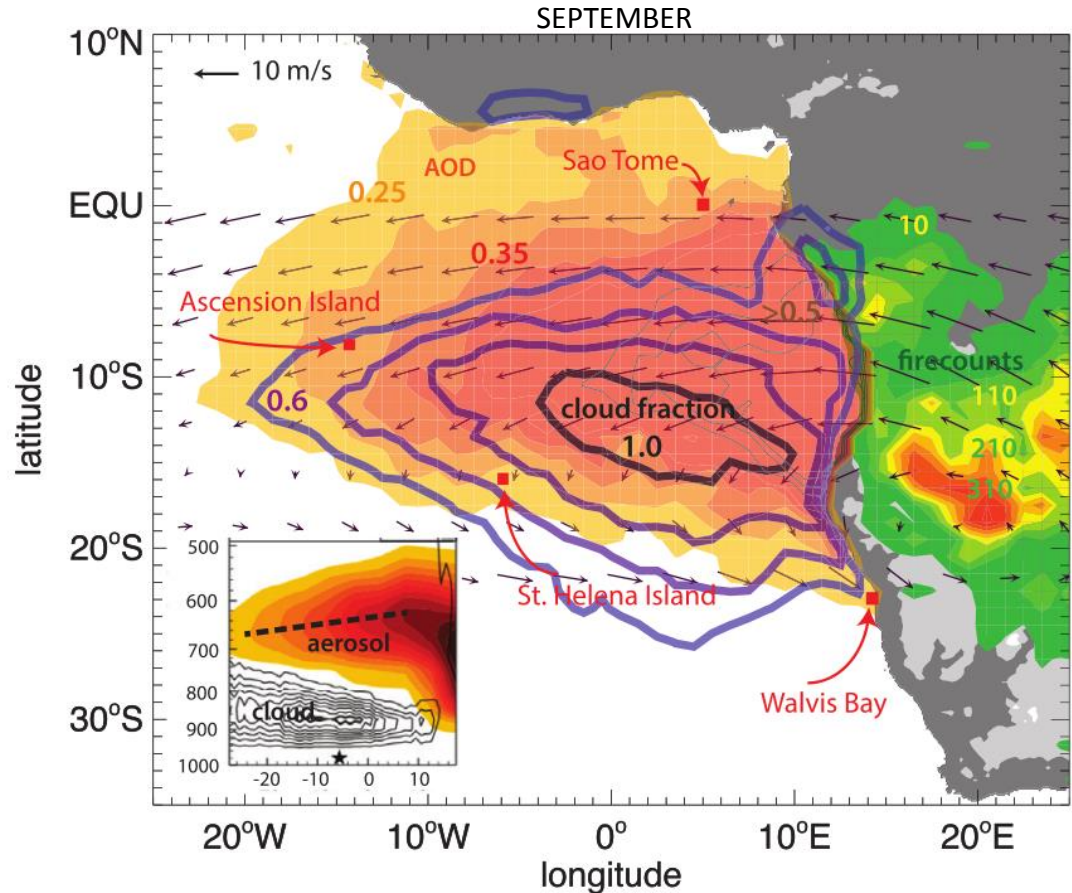 SEPTEMBER
10°N
10 m/s
AOD
Sao Tome
0.25
EQU
10
0.35
Ascension Island
>0.5
firecounts
10°S
110
0.6
cloud fraction
1.0
210
310
latitude
20°S
St. Helena Island
500
600
aerosol
700
800
cloud
900
1000
-20
-10
0
10
Walvis Bay
30°S
20°W
10°W
0°
10°E
20°E
longitude